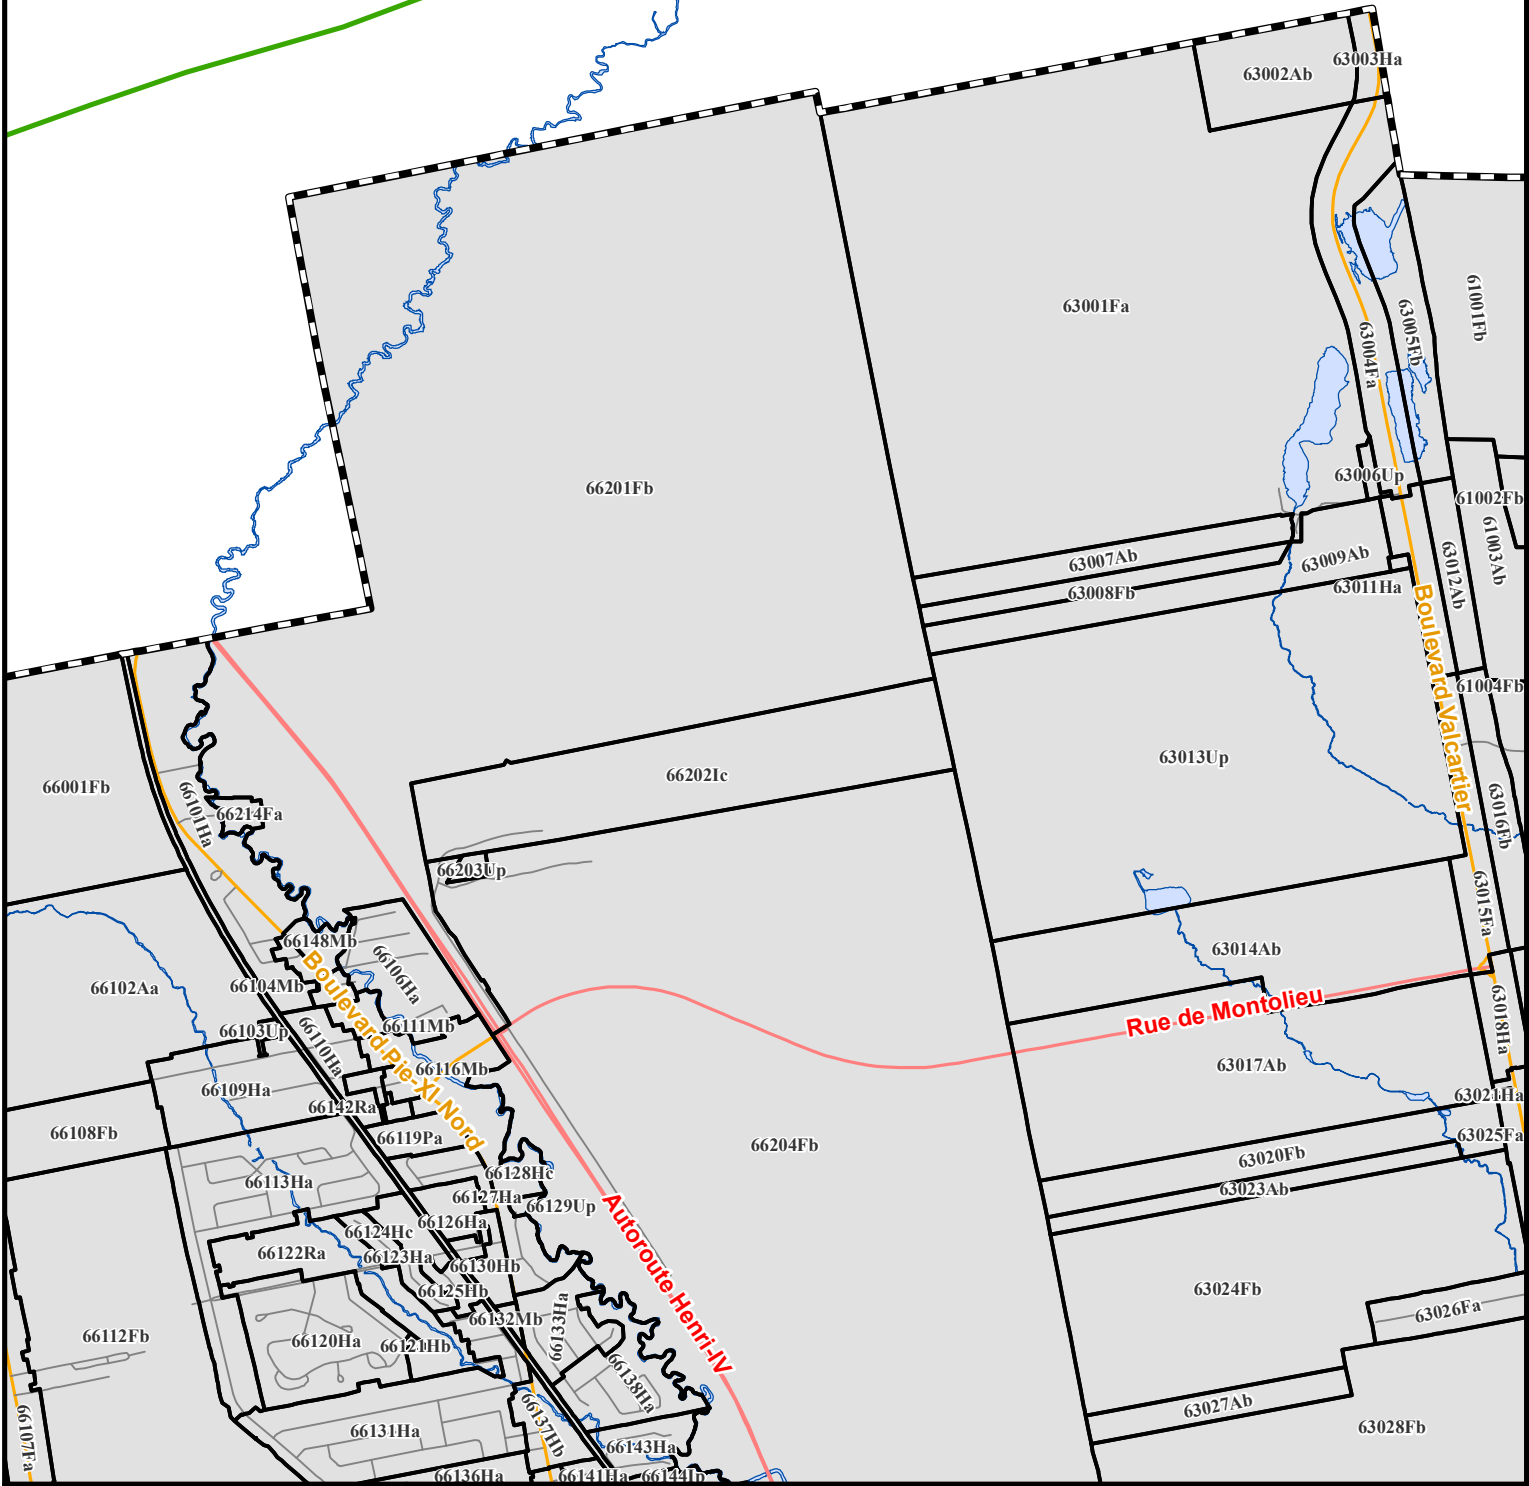 63003Ha
63002Ab
63001Fa
61001Fb
63005Fb
63004Fa
66201Fb
63006Up
61002Fb
61003Ab
63007Ab
63009Ab
63012Ab
63008Fb
63011Ha
Boulevard Valcartier
61004Fb
63013Up
66202Ic
66001Fb
66101Ha
66214Fa
63016Fb
66203Up
63015Fa
66148Mb
63014Ab
66106Ha
66102Aa
66104Mb
Boulevard Pie-XI-Nord
Rue de Montolieu
63018Ha
66103Up
66111Mb
66110Ha
66116Mb
63017Ab
66109Ha
63021Ha
66142Ra
66108Fb
66119Pa
63025Fa
66204Fb
63020Fb
66128Hc
66113Ha
63023Ab
66127Ha
66129Up
66126Ha
66124Hc
66122Ra
66123Ha
66130Hb
Autoroute Henri-IV
66125Hb
63024Fb
63026Fa
66132Mb
66133Ha
66112Fb
66120Ha
66121Hb
66138Ha
63027Ab
66107Fa
66131Ha
66137Hb
63028Fb
66143Ha
66136Ha
66141Ha
66144Ip